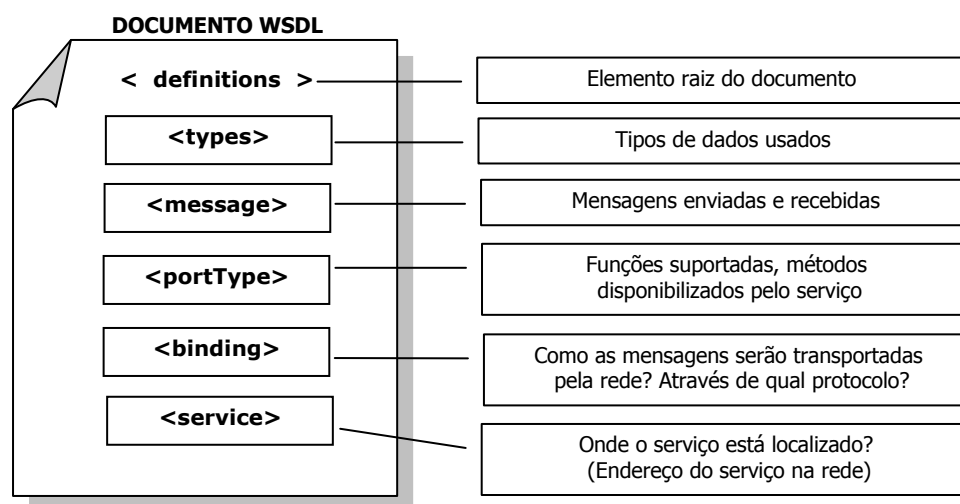 DOCUMENTO WSDL
< definitions >
Elemento raiz do documento
<types>
Tipos de dados usados
<message>
Mensagens enviadas e recebidas
<portType>
Funções suportadas, métodos
disponibilizados pelo serviço
<binding>
Como as mensagens serão transportadas
pela rede? Através de qual protocolo?
<service>
Onde o serviço está localizado?
(Endereço do serviço na rede)